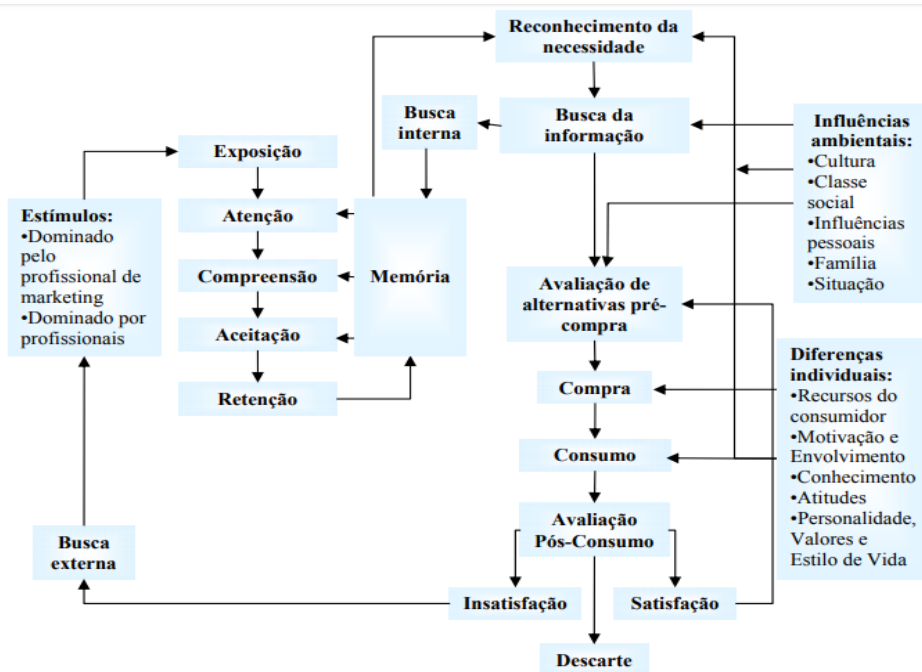 Reconhecimento da
necessidade
Busca
interna
Busca da
informação
Influências
ambientais:
•Cultura
•Classe
social
•Influências
pessoais
•Família
•Situação
Exposição
Atenção
Compreensão
Aceitação
Retenção
Estímulos:
•Dominado
pelo
profissional de
marketing
•Dominado por
profissionais
Memória
Avaliação de
alternativas pré-
compra
Compra
Consumo
Avaliação
Pós-Consumo
Diferenças
individuais:
•Recursos do
consumidor
•Motivação e
Envolvimento
•Conhecimento
•Atitudes
•Personalidade,
Valores e
Estilo de Vida
Busca
externa
Insatisfação
Satisfação
Descarte